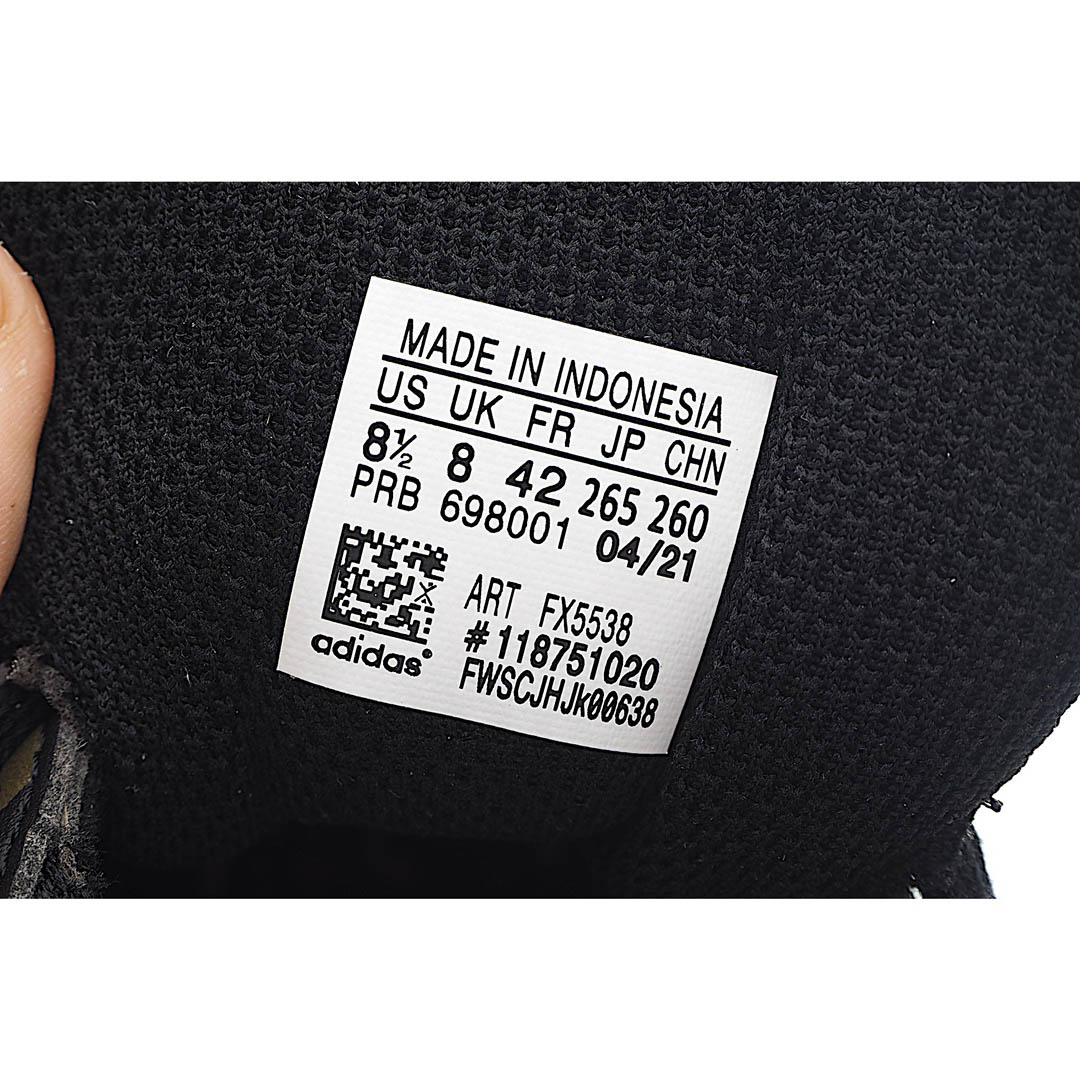 MADE IN INDONESIA
US UK FR JP CHN
8½ 8 42 265 260
PRB 698001 04/21
ART FX5538
#118751020
FWSCJHJk00638
adidas